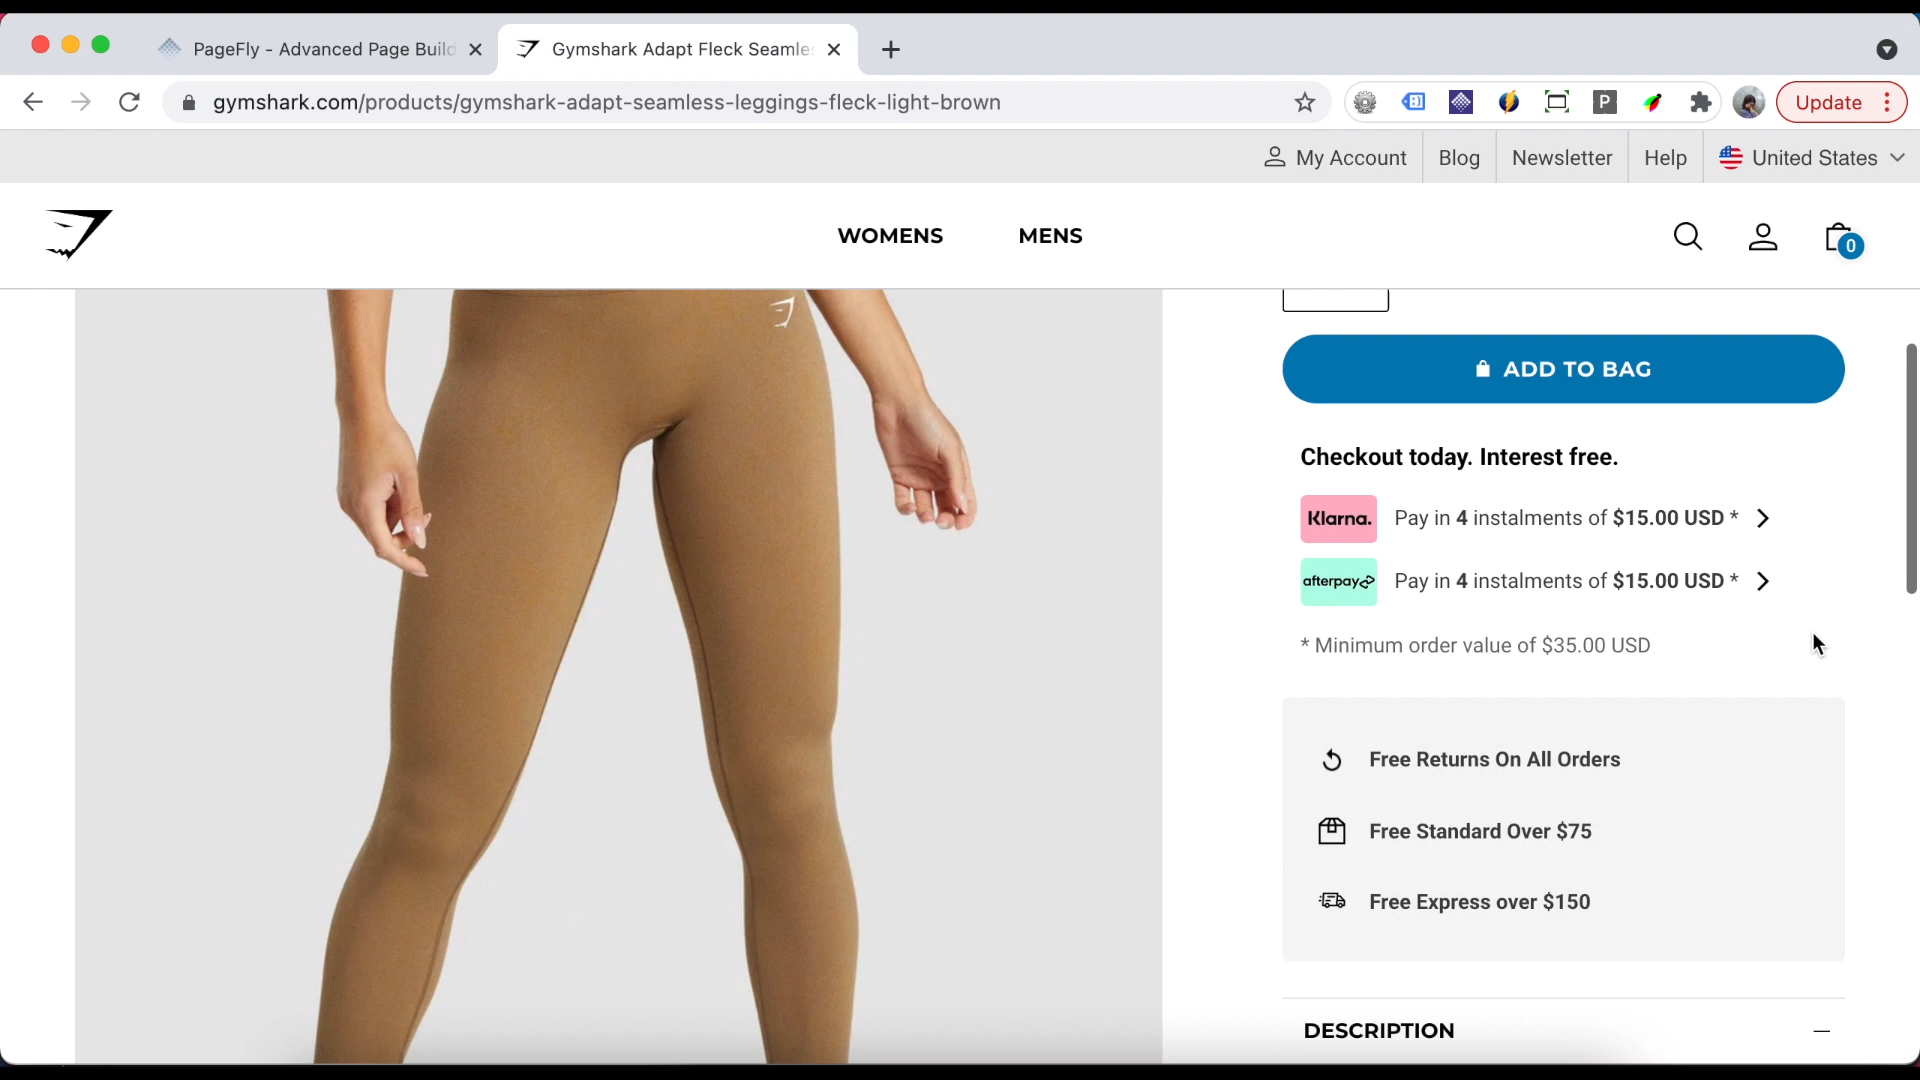 PageFly - Advanced Page Build
Gymshark Adapt Fleck Seamle
gymshark.com/products/gymshark-adapt-seamless-leggings-fleck-light-brown
P
Update
My Account
Blog
Newsletter
Help
United States
WOMENS
MENS
0
ADD TO BAG
Checkout today. Interest free.
Klarna. Pay in 4 instalments of $15.00 USD *
afterpay Pay in 4 instalments of $15.00 USD *
* Minimum order value of $35.00 USD
Free Returns On All Orders
Free Standard Over $75
Free Express over $150
DESCRIPTION